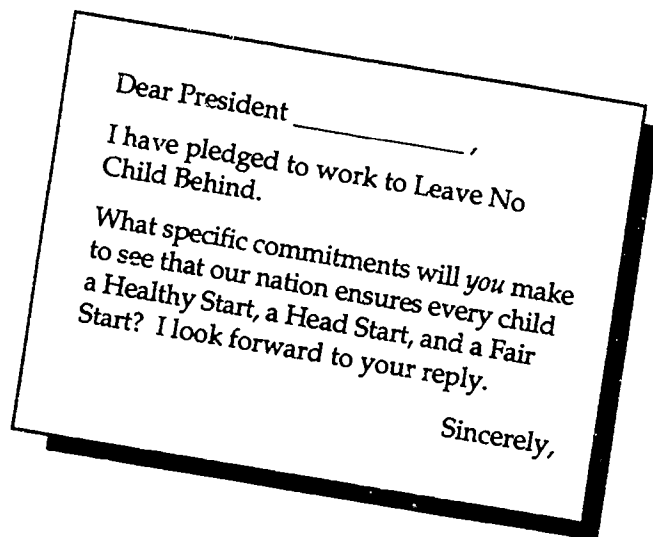 Dear President ____________,
I have pledged to work to Leave No
Child Behind.
What specific commitments will you make
to see that our nation ensures every child
a Healthy Start, a Head Start, and a Fair
Start? I look forward to your reply.
Sincerely,